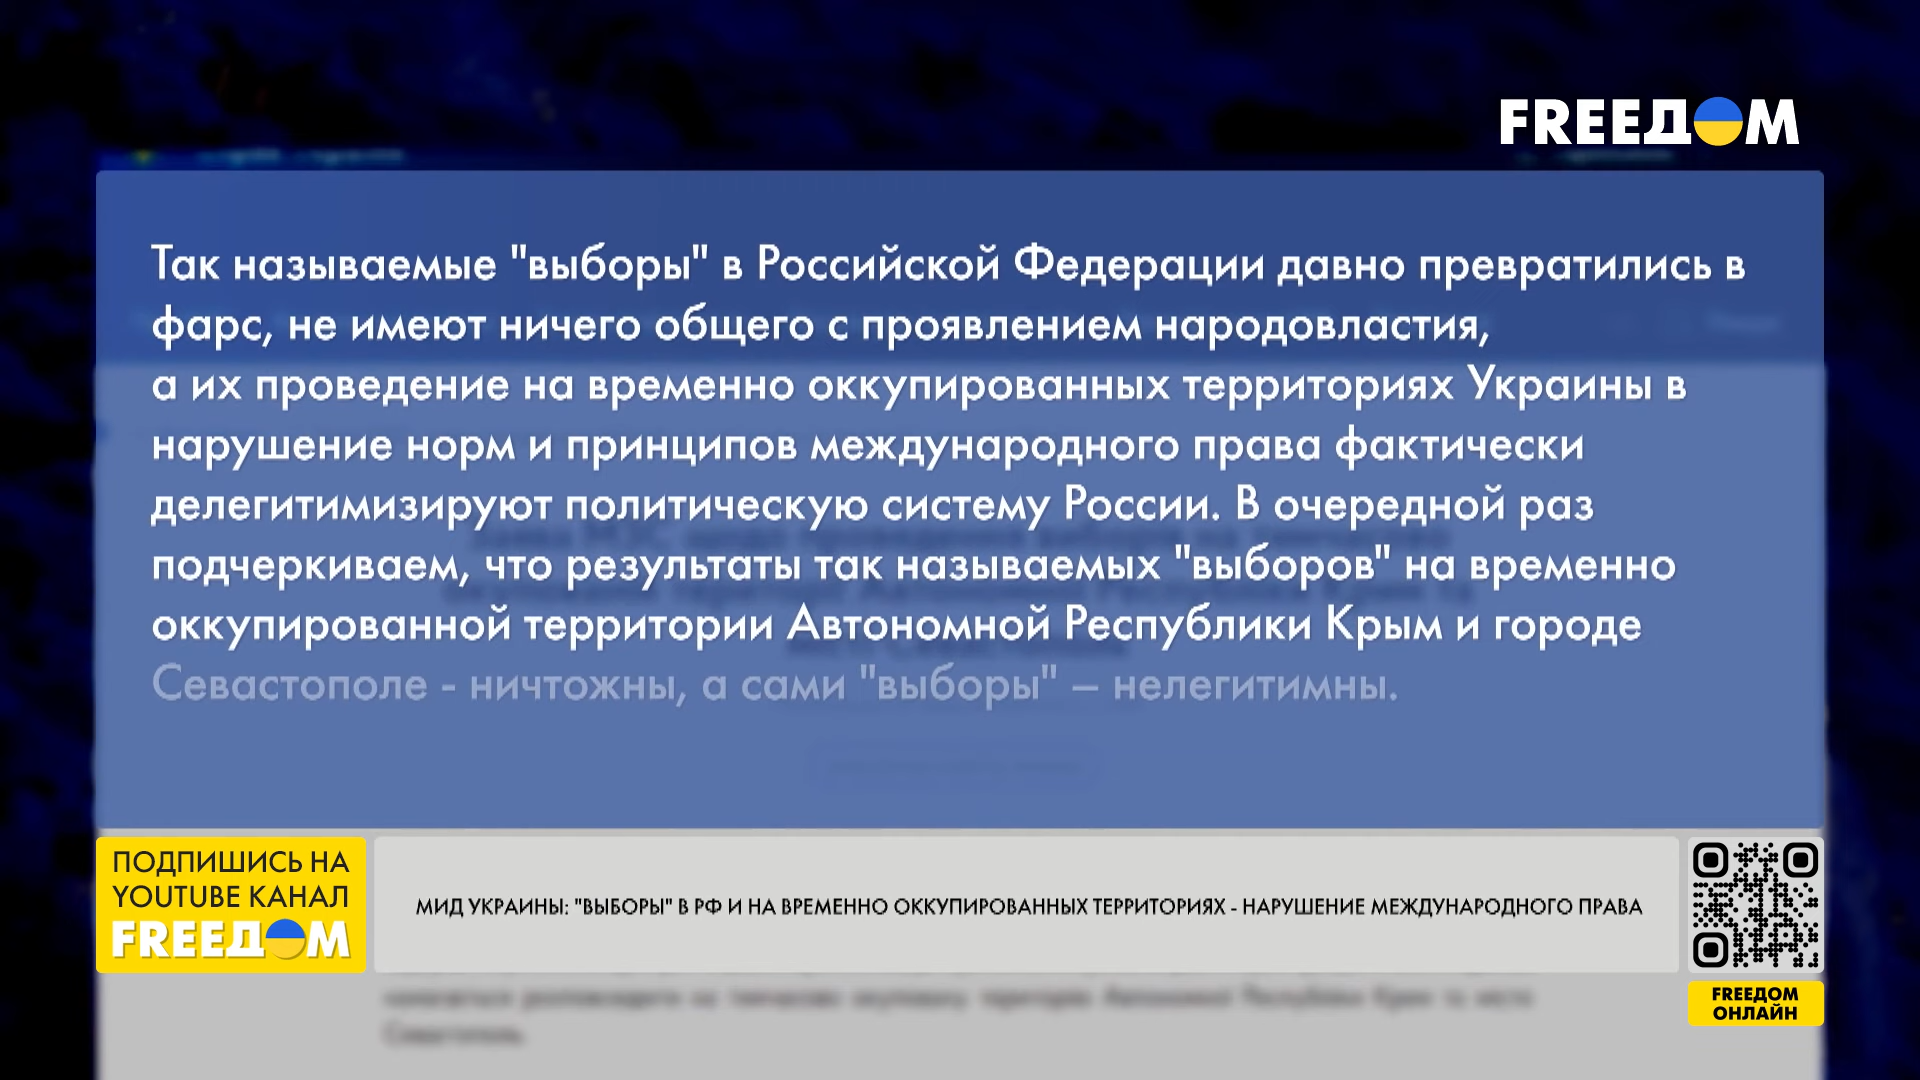 FREEДOM
Так называемые "выборы" в Российской Федерации давно превратились в
фарс, не имеют ничего общего с проявлением народовластия,
а их проведение на временно оккупированных территориях Украины в
нарушение норм и принципов международного права фактически
делегитимизируют политическую систему России. В очередной раз
подчеркиваем, что результаты так называемых "выборов" на временно
оккупированной территории Автономной Республики Крым и городе
Севастополе - ничтожны, а сами "выборы" – нелегитимны.
ПОДПИШИСЬ НА
YOUTUBE КАНАЛ
FREEДOM
МИД УКРАИНЫ: "ВЫБОРЫ" В РФ И НА ВРЕМЕННО ОККУПИРОВАННЫХ ТЕРРИТОРИЯХ - НАРУШЕНИЕ МЕЖДУНАРОДНОГО ПРАВА
FREEДOM
ОНЛАЙН